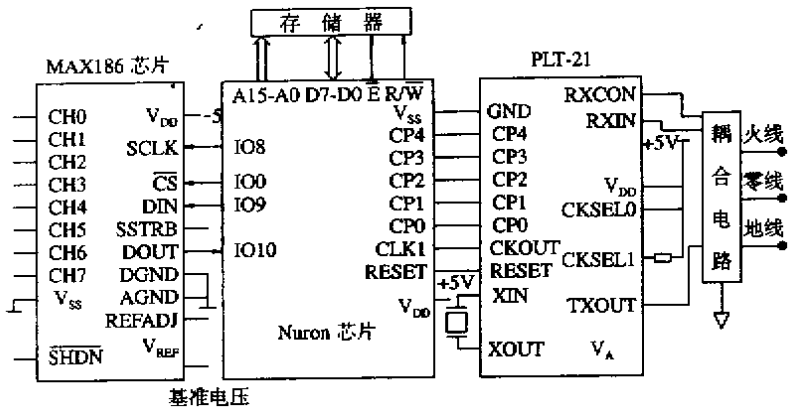 存 储 器
MAX186 芯片
PLT-21
A15-A0 D7-D0 E̅ R/W̅
CH0
CH1
CH2
CH3
CH4
CH5
CH6
CH7
V_SS
S̅H̅D̅N̅
V_DD
-5
SCLK
C̅S̅
DIN
SSTRB
DOUT
DGND
AGND
REFADJ
V_REF
IO8
IO0
IO9
IO10
V_SS
CP4
CP3
CP2
CP1
CP0
CLK1
RESET
V_DD
+5V
Nuron 芯片
GND
CP4
CP3
CP2
CP1
CP0
CKOUT
RESET
XIN
XOUT
RXCON
RXIN
+5V
V_DD
CKSEL0
CKSEL1
TXOUT
V_A
耦
合
电
路
火线
零线
地线
基准电压